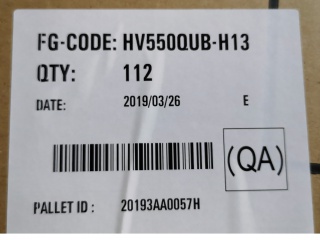 FG-CODE: HV550QUB-H13
QTY: 112
DATE: 2019/03/26 E
(QA)
PALLET ID : 20193AA0057H